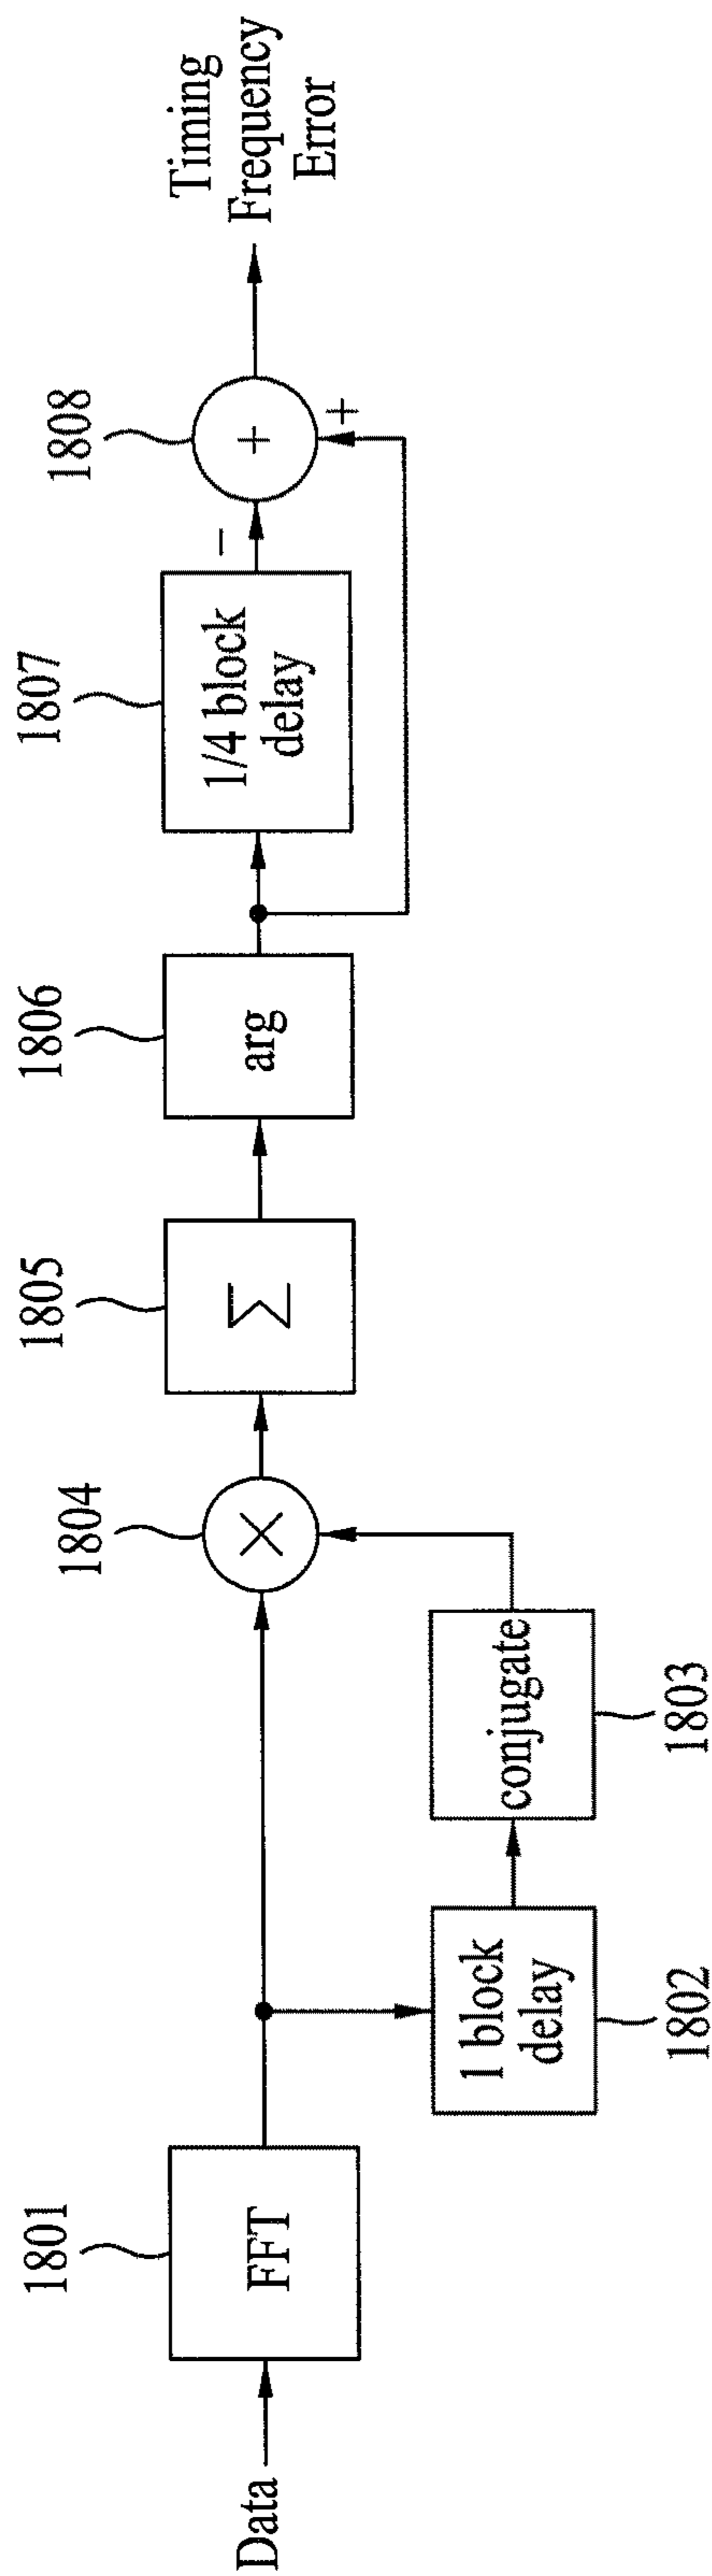 Data
1801
FFT
1 block
delay
1802
conjugate
1803
1804
×
1805
Σ
1806
arg
1807
1/4 block
delay
−
1808
+
+
Timing
Frequency
Error